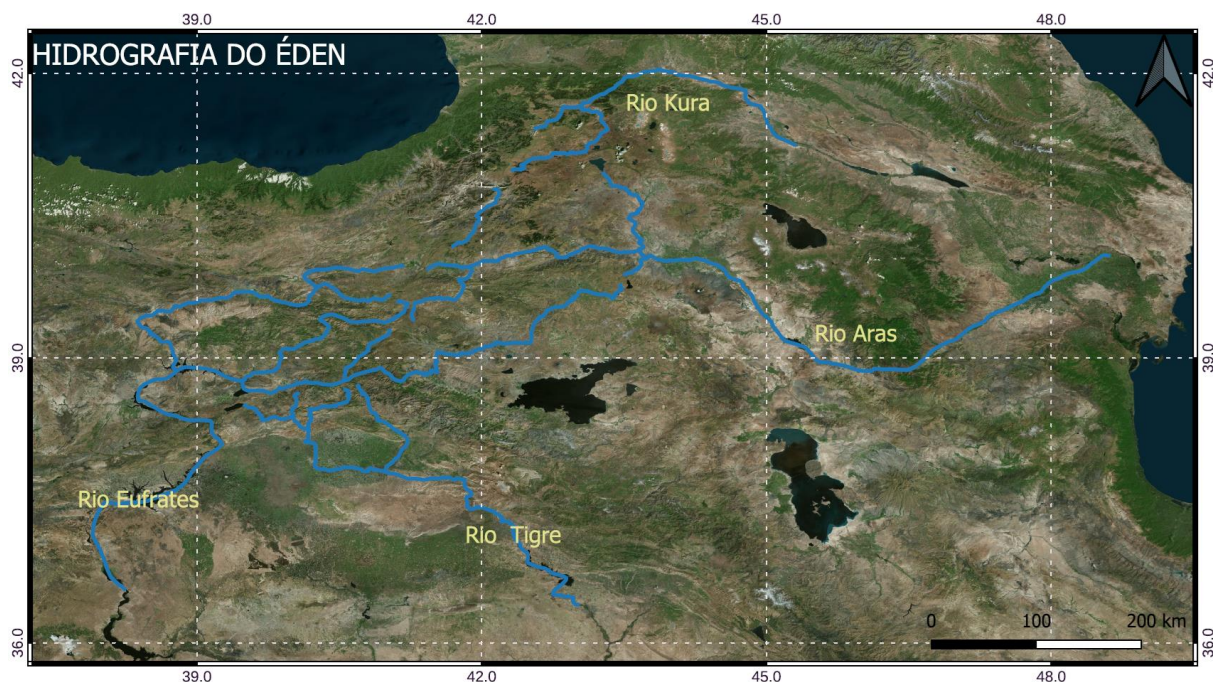 39.0 42.0 45.0 48.0
HIDROGRAFIA DO ÉDEN
42.0 42.0
Rio Kura
Rio Aras
39.0 39.0
Rio Eufrates
Rio Tigre
0 100 200 km
36.0 36.0
39.0 42.0 45.0 48.0